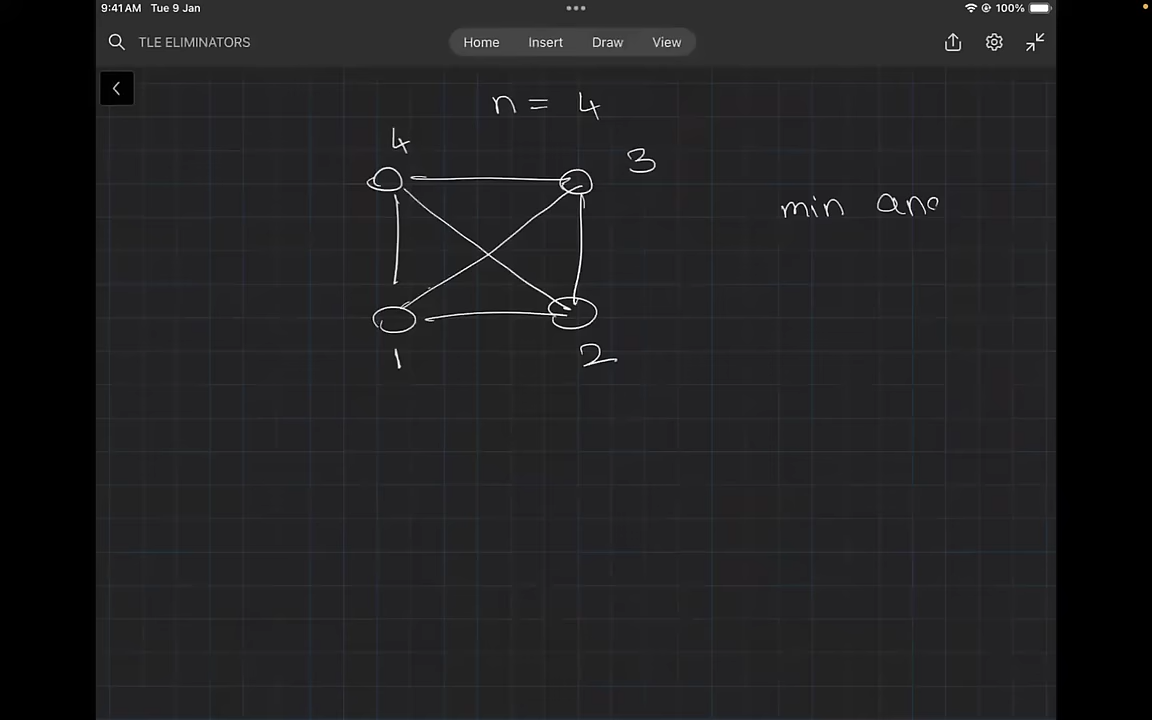 9:41 AM Tue 9 Jan
100%
TLE ELIMINATORS
Home Insert Draw View
n = 4
4
3
min ans
1
2